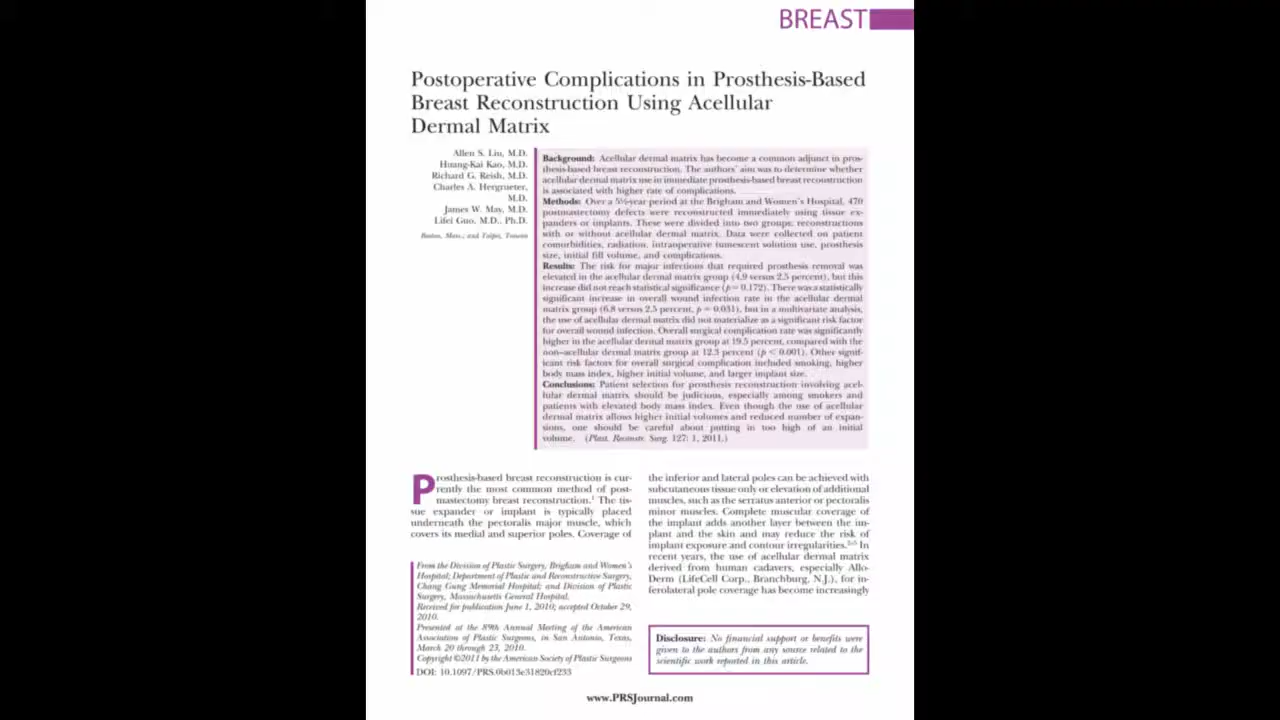 BREAST
Postoperative Complications in Prosthesis-Based
Breast Reconstruction Using Acellular
Dermal Matrix
Allen S. Liu, M.D.
Huang-Kai Kao, M.D.
Richard G. Reish, M.D.
Charles A. Hergrueter,
M.D.
James W. May, M.D.
Lifei Guo, M.D., Ph.D.
Boston, Mass.; and Taipei, Taiwan
Background: Acellular dermal matrix has become a common adjunct in pros-
thesis-based breast reconstruction. The authors' aim was to determine whether
acellular dermal matrix use in immediate prosthesis-based breast reconstruction
is associated with higher rate of complications.
Methods: Over a 5½-year period at the Brigham and Women's Hospital, 470
postmastectomy defects were reconstructed immediately using tissue ex-
panders or implants. These were divided into two groups: reconstructions
with or without acellular dermal matrix. Data were collected on patient
comorbidities, radiation, intraoperative tumescent solution use, prosthesis
size, initial fill volume, and complications.
Results: The risk for major infections that required prosthesis removal was
elevated in the acellular dermal matrix group (4.9 versus 2.5 percent), but this
increase did not reach statistical significance (p = 0.172). There was a statistically
significant increase in overall wound infection rate in the acellular dermal
matrix group (6.8 versus 2.5 percent, p = 0.031), but in a multivariate analysis,
the use of acellular dermal matrix did not materialize as a significant risk factor
for overall wound infection. Overall surgical complication rate was significantly
higher in the acellular dermal matrix group at 19.5 percent, compared with the
non–acellular dermal matrix group at 12.3 percent (p < 0.001). Other signif-
icant risk factors for overall surgical complication included smoking, higher
body mass index, higher initial volume, and larger implant size.
Conclusions: Patient selection for prosthesis reconstruction involving acel-
lular dermal matrix should be judicious, especially among smokers and
patients with elevated body mass index. Even though the use of acellular
dermal matrix allows higher initial volumes and reduced number of expan-
sions, one should be careful about putting in too high of an initial
volume. (Plast. Reconstr. Surg. 127: 1, 2011.)
Prosthesis-based breast reconstruction is cur-
rently the most common method of post-
mastectomy breast reconstruction.1 The tis-
sue expander or implant is typically placed
underneath the pectoralis major muscle, which
covers its medial and superior poles. Coverage of
From the Division of Plastic Surgery, Brigham and Women's
Hospital; Department of Plastic and Reconstructive Surgery,
Chang Gung Memorial Hospital; and Division of Plastic
Surgery, Massachusetts General Hospital.
Received for publication June 1, 2010; accepted October 29,
2010.
Presented at the 89th Annual Meeting of the American
Association of Plastic Surgeons, in San Antonio, Texas,
March 20 through 23, 2010.
Copyright ©2011 by the American Society of Plastic Surgeons
DOI: 10.1097/PRS.0b013e31820cf233
the inferior and lateral poles can be achieved with
subcutaneous tissue only or elevation of additional
muscles, such as the serratus anterior or pectoralis
minor muscles. Complete muscular coverage of
the implant adds another layer between the im-
plant and the skin and may reduce the risk of
implant exposure and contour irregularities.2–5 In
recent years, the use of acellular dermal matrix
derived from human cadavers, especially Allo-
Derm (LifeCell Corp., Branchburg, N.J.), for in-
ferolateral pole coverage has become increasingly
Disclosure: No financial support or benefits were
given to the authors from any source related to the
scientific work reported in this article.
www.PRSJournal.com